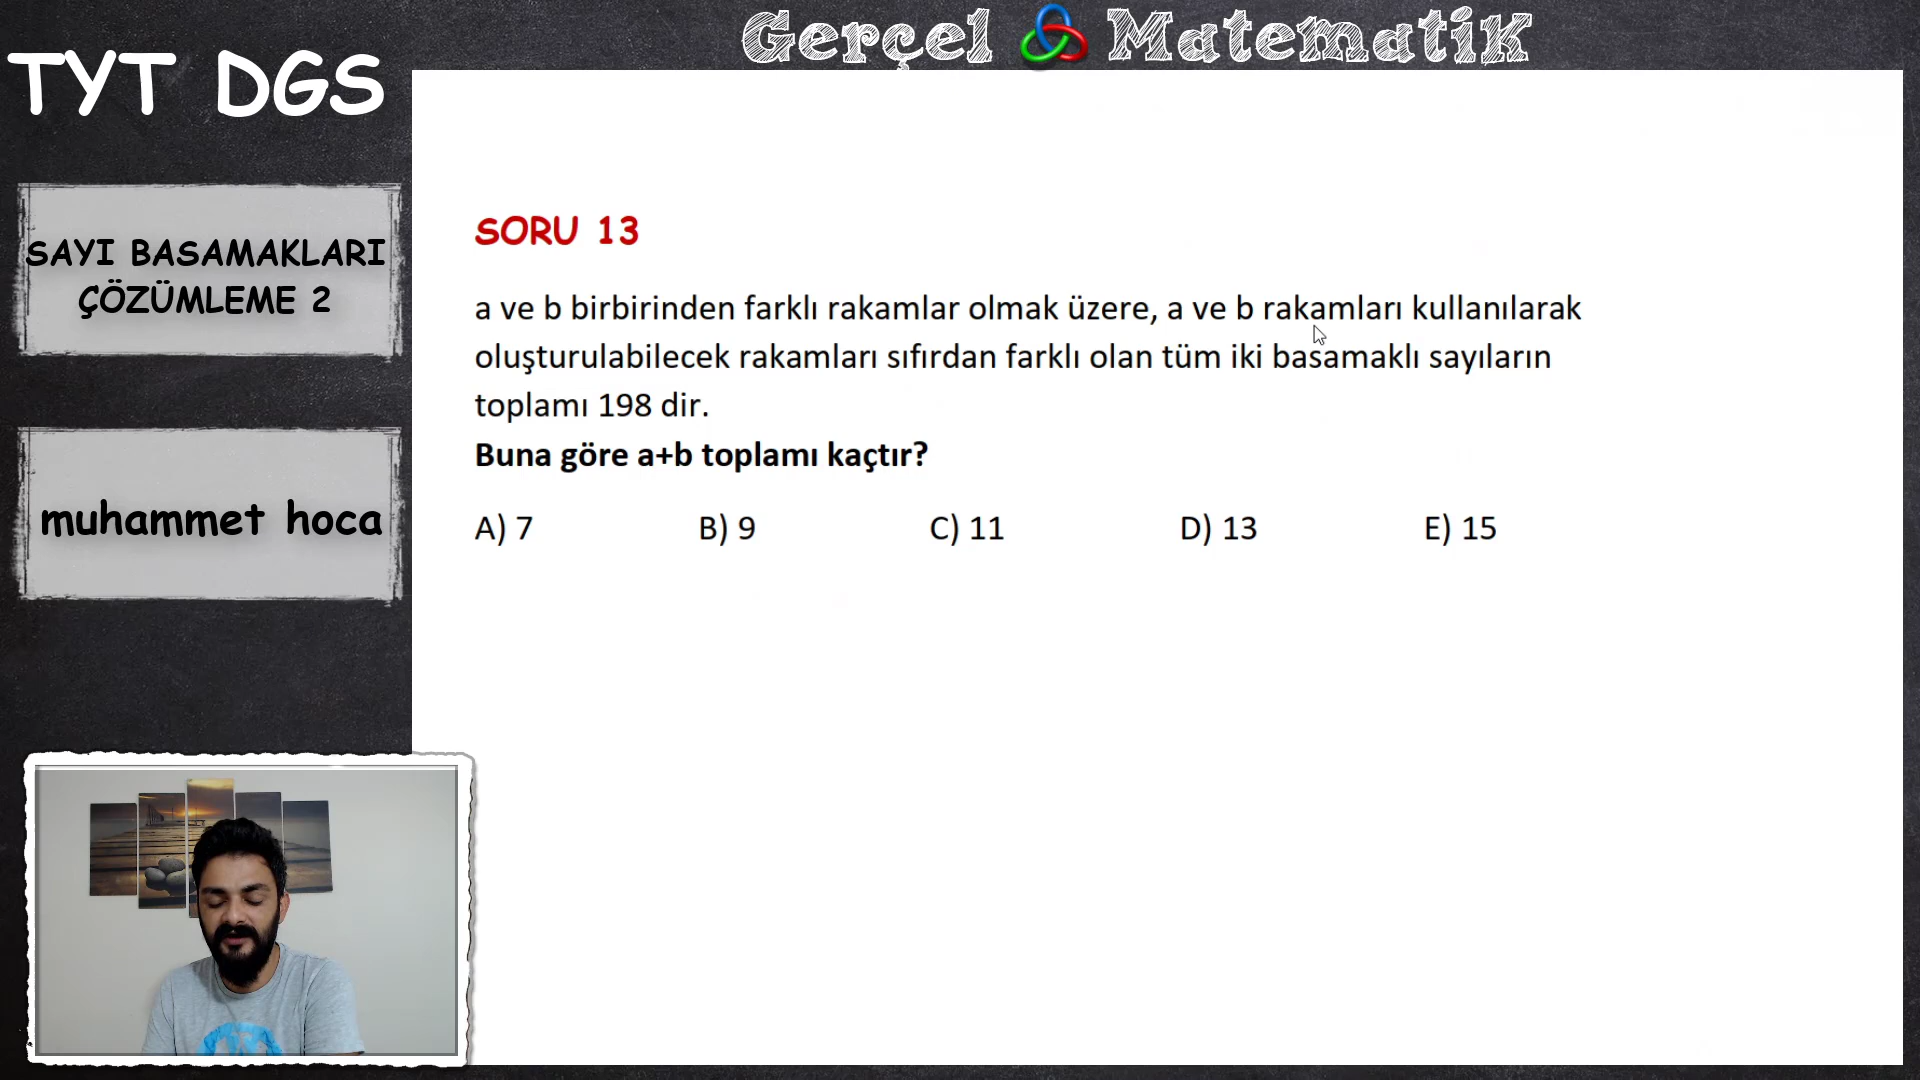 Gerçel Matematik
TYT DGS
SAYI BASAMAKLARI
ÇÖZÜMLEME 2
muhammet hoca
SORU 13
a ve b birbirinden farklı rakamlar olmak üzere, a ve b rakamları kullanılarak
oluşturulabilecek rakamları sıfırdan farklı olan tüm iki basamaklı sayıların
toplamı 198 dir.
Buna göre a+b toplamı kaçtır?
A) 7 B) 9 C) 11 D) 13 E) 15